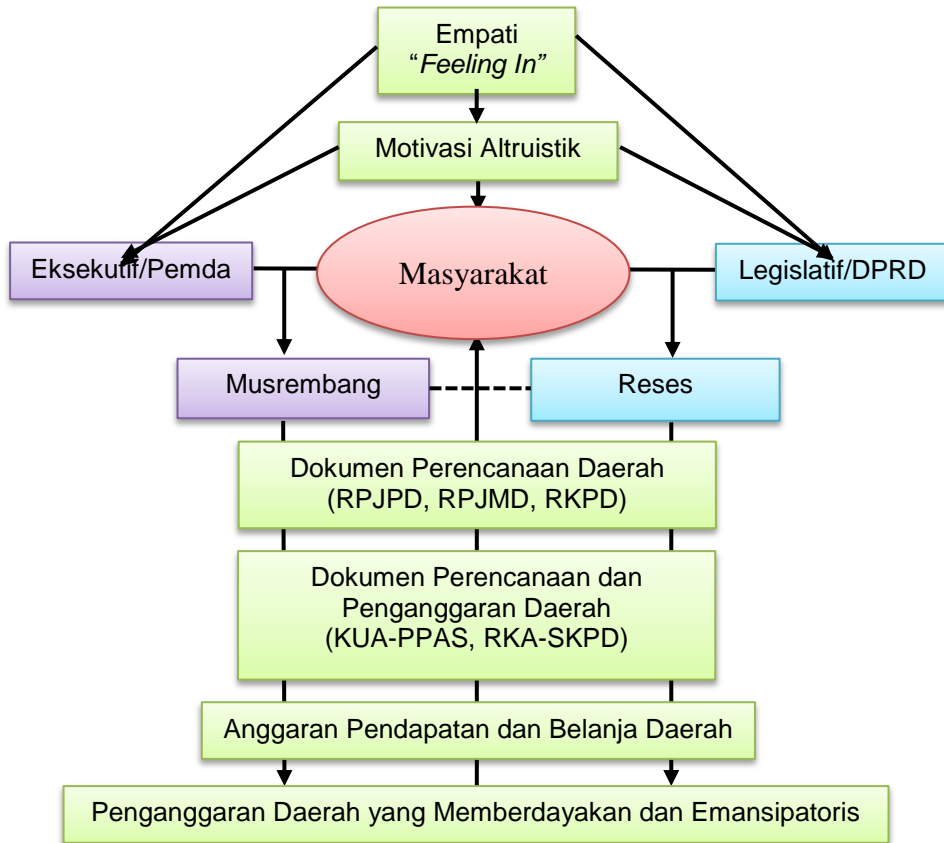 Empati
“Feeling In”
Motivasi Altruistik
Eksekutif/Pemda
Masyarakat
Legislatif/DPRD
Musrembang
Reses
Dokumen Perencanaan Daerah
(RPJPD, RPJMD, RKPD)
Dokumen Perencanaan dan
Penganggaran Daerah
(KUA-PPAS, RKA-SKPD)
Anggaran Pendapatan dan Belanja Daerah
Penganggaran Daerah yang Memberdayakan dan Emansipatoris